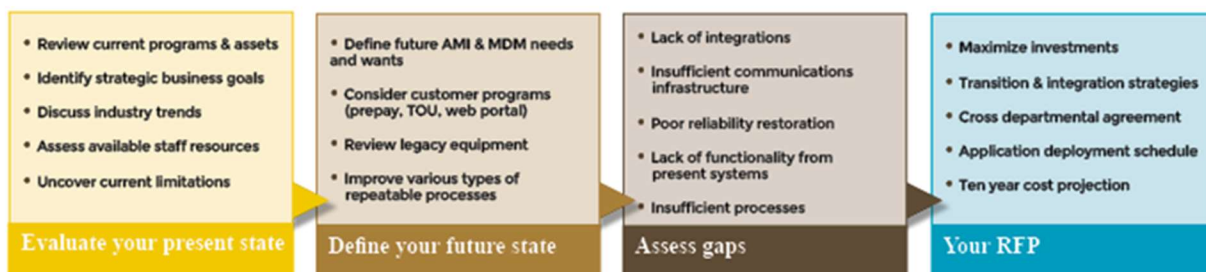 • Review current programs & assets
• Identify strategic business goals
• Discuss industry trends
• Assess available staff resources
• Uncover current limitations
Evaluate your present state
• Define future AMI & MDM needs
and wants
• Consider customer programs
(prepay, TOU, web portal)
• Review legacy equipment
• Improve various types of
repeatable processes
Define your future state
• Lack of integrations
• Insufficient communications
infrastructure
• Poor reliability restoration
• Lack of functionality from
present systems
• Insufficient processes
Assess gaps
• Maximize investments
• Transition & integration strategies
• Cross departmental agreement
• Application deployment schedule
• Ten year cost projection
Your RFP